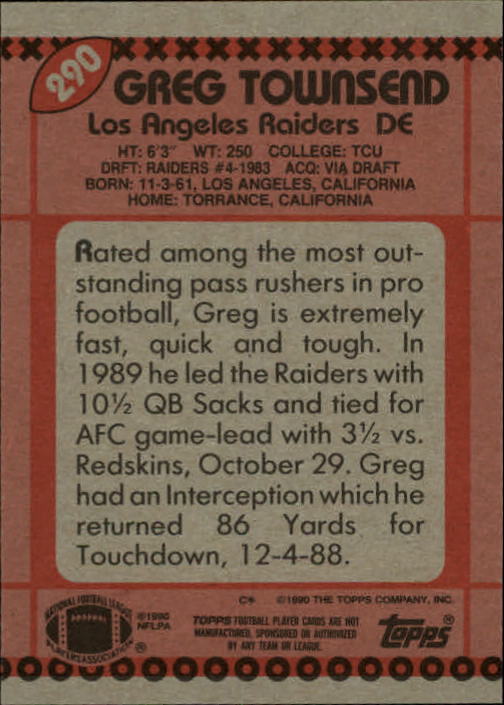 290
GREG TOWNSEND
Los Angeles Raiders DE
HT: 6'3" WT: 250 COLLEGE: TCU
DRFT: RAIDERS #4-1983 ACQ: VIA DRAFT
BORN: 11-3-61, LOS ANGELES, CALIFORNIA
HOME: TORRANCE, CALIFORNIA
Rated among the most out-
standing pass rushers in pro
football, Greg is extremely
fast, quick and tough. In
1989 he led the Raiders with
10½ QB Sacks and tied for
AFC game-lead with 3½ vs.
Redskins, October 29. Greg
had an Interception which he
returned 86 Yards for
Touchdown, 12-4-88.
C* ©1990 THE TOPPS COMPANY, INC.
NATIONAL FOOTBALL LEAGUE
PLAYERS ASSOCIATION ®
©1990
NFLPA
TOPPS FOOTBALL PLAYER CARDS ARE NOT
MANUFACTURED, SPONSORED OR AUTHORIZED
BY ANY TEAM OR LEAGUE.
topps®